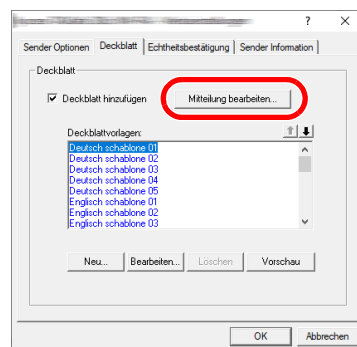 ? ×
Sender Optionen Deckblatt Echtheitsbestätigung Sender Information
Deckblatt
Deckblatt hinzufügen Mitteilung bearbeiten...
Deckblattvorlagen:
Deutsch schablone 01
Deutsch schablone 02
Deutsch schablone 03
Deutsch schablone 04
Deutsch schablone 05
Englisch schablone 01
Englisch schablone 02
Englisch schablone 03
Neu... Bearbeiten... Löschen Vorschau
OK Abbrechen